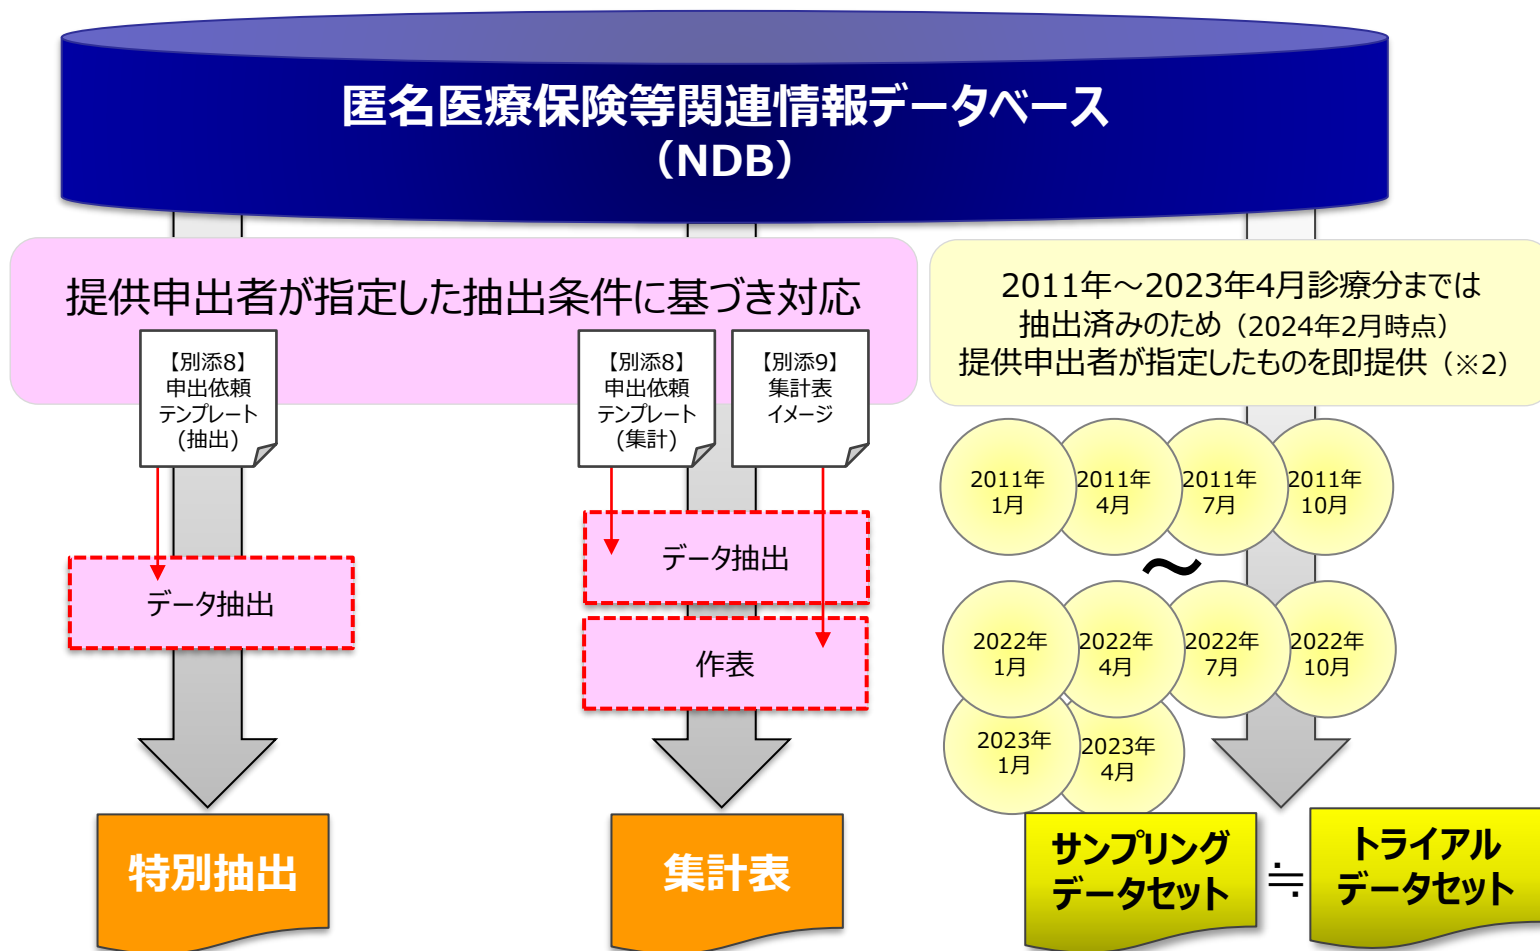 匿名医療保険等関連情報データベース
（NDB）
提供申出者が指定した抽出条件に基づき対応
【別添8】
申出依頼
テンプレート
(抽出)
データ抽出
特別抽出
【別添8】
申出依頼
テンプレート
(集計)
【別添9】
集計表
イメージ
データ抽出
作表
集計表
2011年～2023年4月診療分までは
抽出済みのため（2024年2月時点）
提供申出者が指定したものを即提供（※2）
2011年
1月
2011年
4月
2011年
7月
2011年
10月
～
2022年
1月
2022年
4月
2022年
7月
2022年
10月
2023年
1月
2023年
4月
サンプリング
データセット
≒
トライアル
データセット